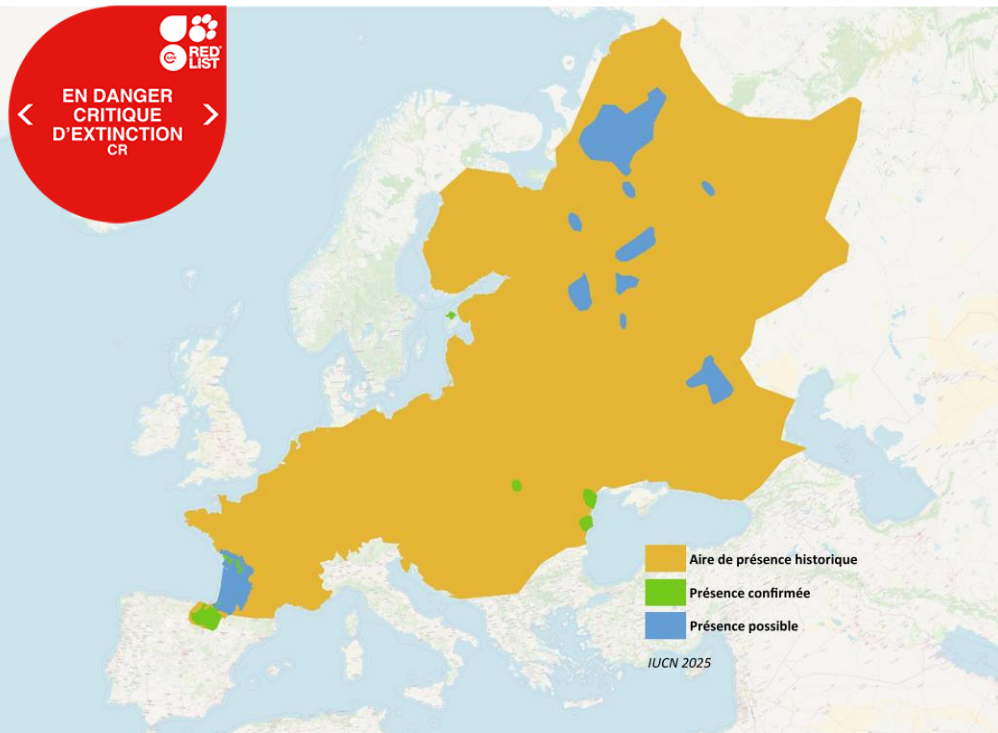 RED
LIST
EN DANGER
CRITIQUE
D'EXTINCTION
CR
Aire de présence historique
Présence confirmée
Présence possible
IUCN 2025